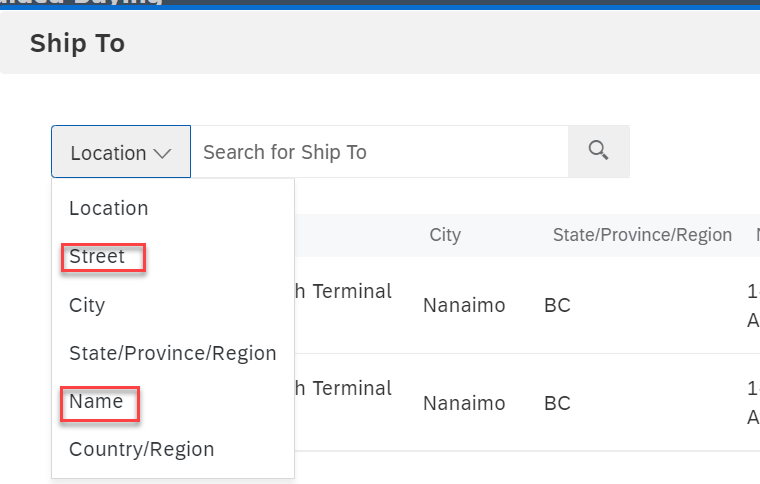 Ship To
Location
Search for Ship To
Location
Street
City
State/Province/Region
Name
Country/Region
City State/Province/Region
Terminal
Nanaimo BC
Terminal
Nanaimo BC